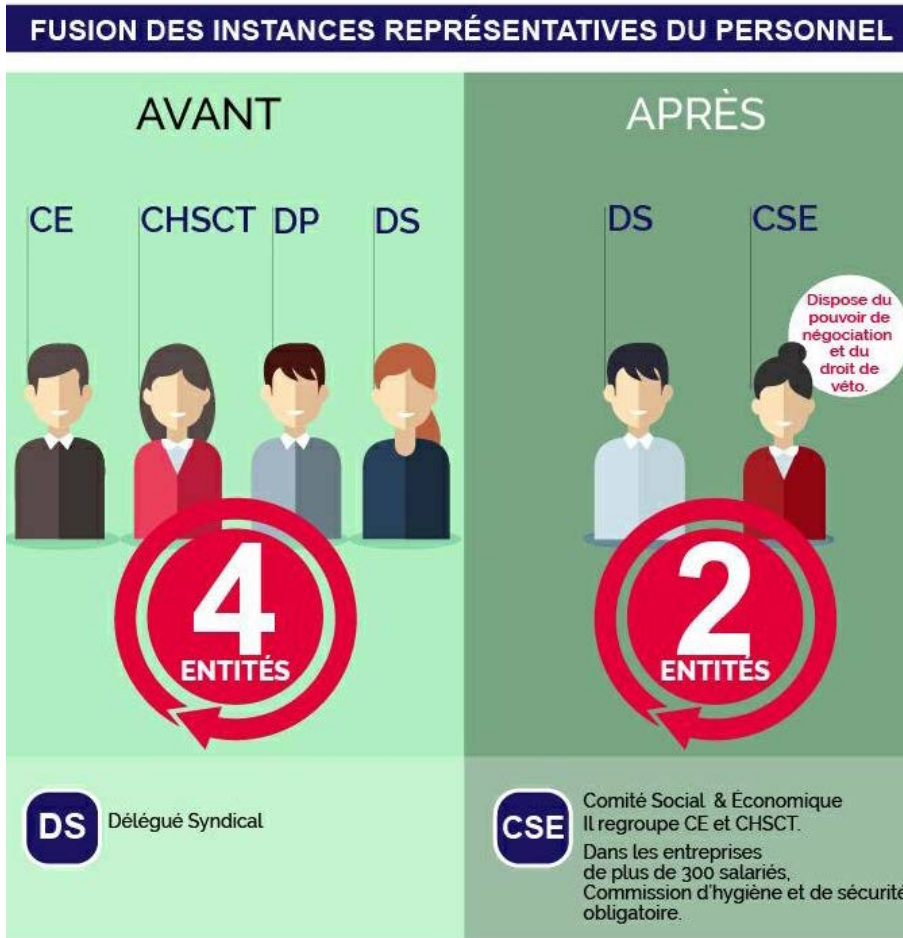 FUSION DES INSTANCES REPRÉSENTATIVES DU PERSONNEL
AVANT
CE
CHSCT
DP
DS
4
ENTITÉS
DS
Délégué Syndical
APRÈS
DS
CSE
Dispose du
pouvoir de
négociation
et du
droit de
véto.
2
ENTITÉS
CSE
Comité Social & Économique
Il regroupe CE et CHSCT.
Dans les entreprises
de plus de 300 salariés,
Commission d'hygiène et de sécurité
obligatoire.